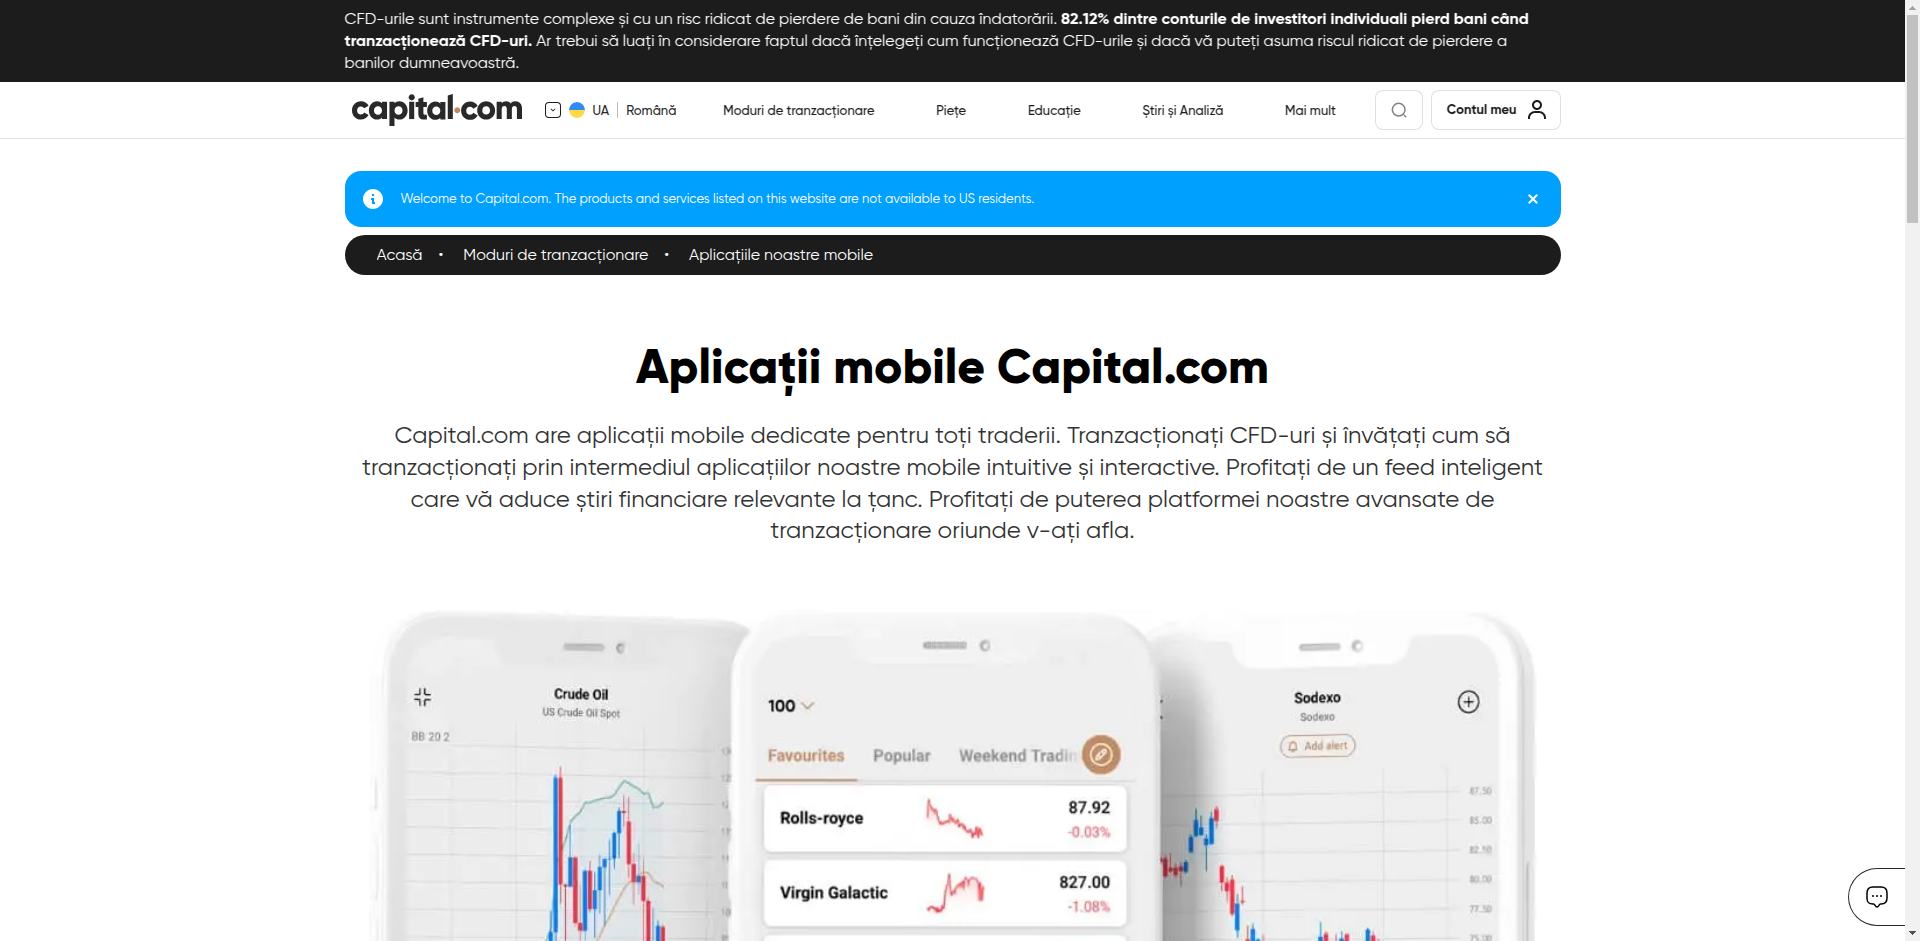 CFD-urile sunt instrumente complexe și cu un risc ridicat de pierdere de bani din cauza îndatorării. 82.12% dintre conturile de investitori individuali pierd bani când
tranzacționează CFD-uri. Ar trebui să luați în considerare faptul dacă înțelegeți cum funcționează CFD-urile și dacă vă puteți asuma riscul ridicat de pierdere a
banilor dumneavoastră.
capital.com UA Română Moduri de tranzacționare Piețe Educație Știri și Analiză Mai mult Contul meu
Welcome to Capital.com. The products and services listed on this website are not available to US residents.
Acasă • Moduri de tranzacționare • Aplicațiile noastre mobile
Aplicații mobile Capital.com
Capital.com are aplicații mobile dedicate pentru toți traderii. Tranzacționați CFD-uri și învățați cum să
tranzacționați prin intermediul aplicațiilor noastre mobile intuitive și interactive. Profitați de un feed inteligent
care vă aduce știri financiare relevante la țanc. Profitați de puterea platformei noastre avansate de
tranzacționare oriunde v-ați afla.
Crude Oil
US Crude Oil Spot
BB 20 2
100
Favourites Popular Weekend Tradin
Rolls-royce 87.92
-0.03%
Virgin Galactic 827.00
-1.08%
Sodexo
Sodexo
Add alert
87.50
85.00
82.50
80.00
77.50
75.00